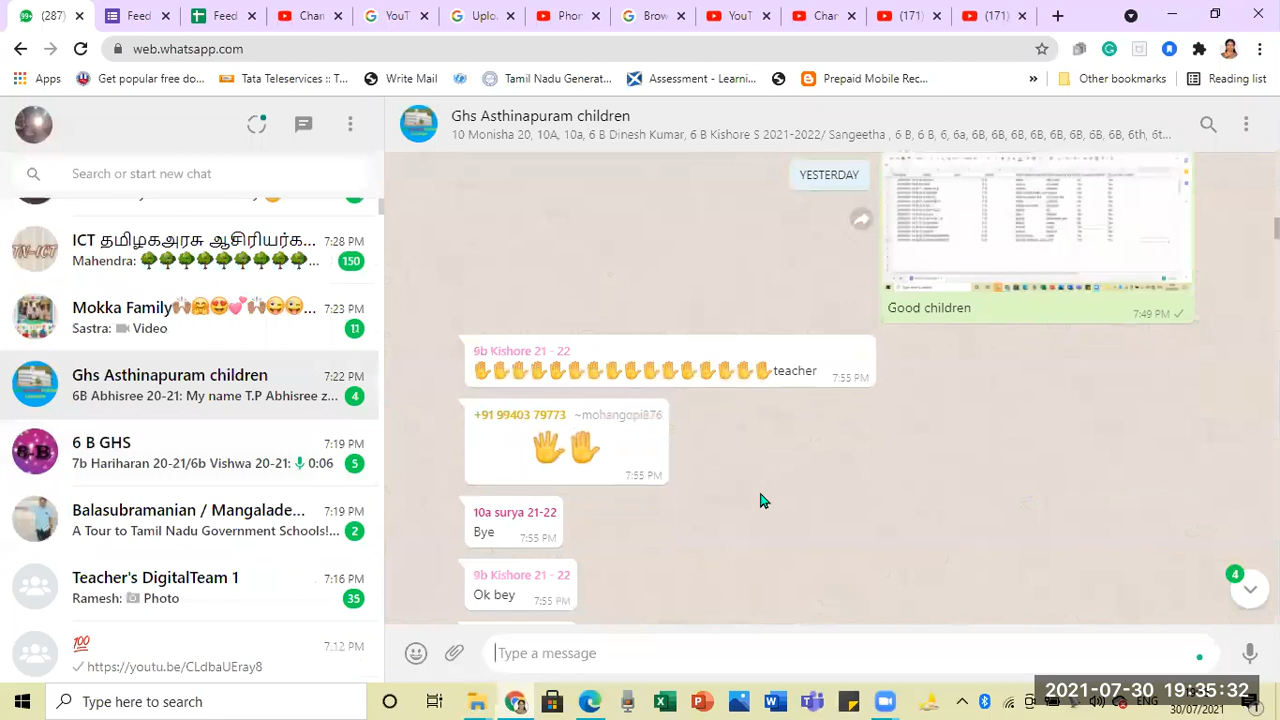 (287)
Feed
Feed
Chan
YouT
Uplo
Phor
Brow
YouT
Char
(171)
(171)
web.whatsapp.com
Apps
Get popular free do...
Tata Teleservices :: T...
Write Mail
Tamil Nadu Generat...
Assessment - Learni...
Prepaid Mobile Rec...
»
Other bookmarks
Reading list
Ghs Asthinapuram children
10 Monisha 20, 10A, 10a, 6 B Dinesh Kumar, 6 B Kishore S 2021-2022/ Sangeetha , 6 B, 6 B, 6, 6a, 6B, 6B, 6B, 6B, 6B, 6B, 6B, 6th, 6t...
Search or start new chat
ICT தமிழகஅரசு ஆசிரியர்க...
Mahendra: 🌳🌳🌳🌳🌳🌳🌳🌳 ...
150
Mokka Family🙌🏼🤗😍💕🙌🏼😜😜...
7:23 PM
Sastra: Video
11
Ghs Asthinapuram children
7:22 PM
6B Abhisree 20-21: My name T.P Abhisree z...
4
6 B GHS
7:19 PM
7b Hariharan 20-21/6b Vishwa 20-21: 0:06
5
Balasubramanian / Mangalade...
7:19 PM
A Tour to Tamil Nadu Government Schools!...
2
Teacher's DigitalTeam 1
7:16 PM
Ramesh: Photo
35
💯
7:12 PM
https://youtu.be/CLdbaUEray8
YESTERDAY
Good children
7:49 PM
9b Kishore 21 - 22
✋✋✋✋✋✋✋✋✋✋✋✋✋✋✋✋teacher
7:55 PM
+91 99403 79773 ~mohangopi876
🖐✋
7:55 PM
10a surya 21-22
Bye
7:55 PM
9b Kishore 21 - 22
Ok bey
7:55 PM
4
Type a message
Type here to search
ENG
2021-07-30 19:35:32
30/07/2021